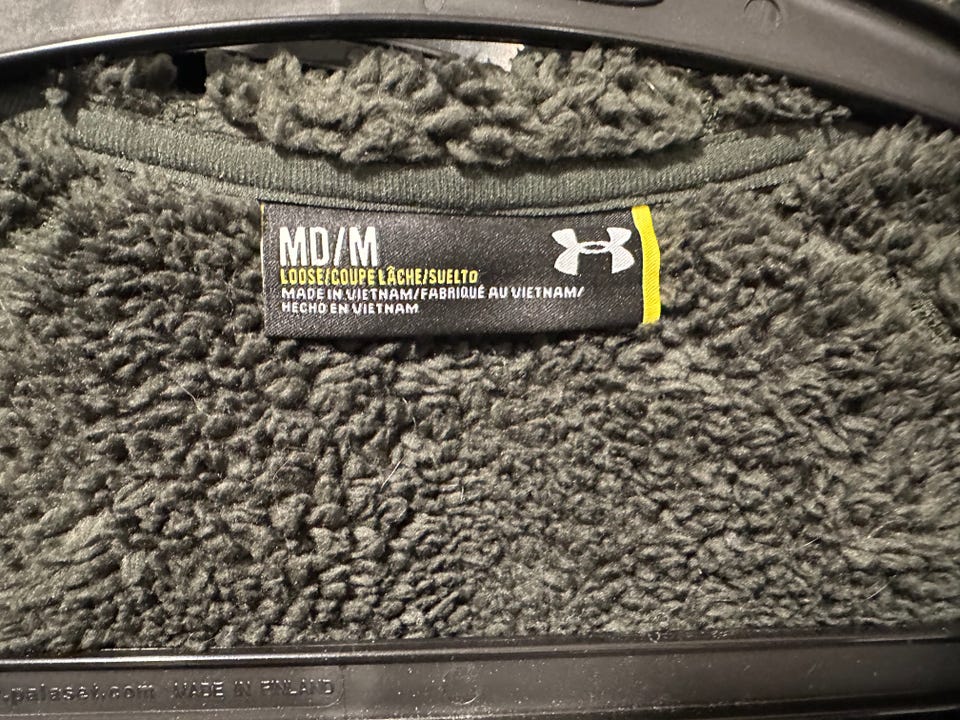 MD/M
LOOSE/COUPE LÂCHE/SUELTO
MADE IN VIETNAM/FABRIQUÉ AU VIETNAM/
HECHO EN VIETNAM
-palaset.com MADE IN FINLAND